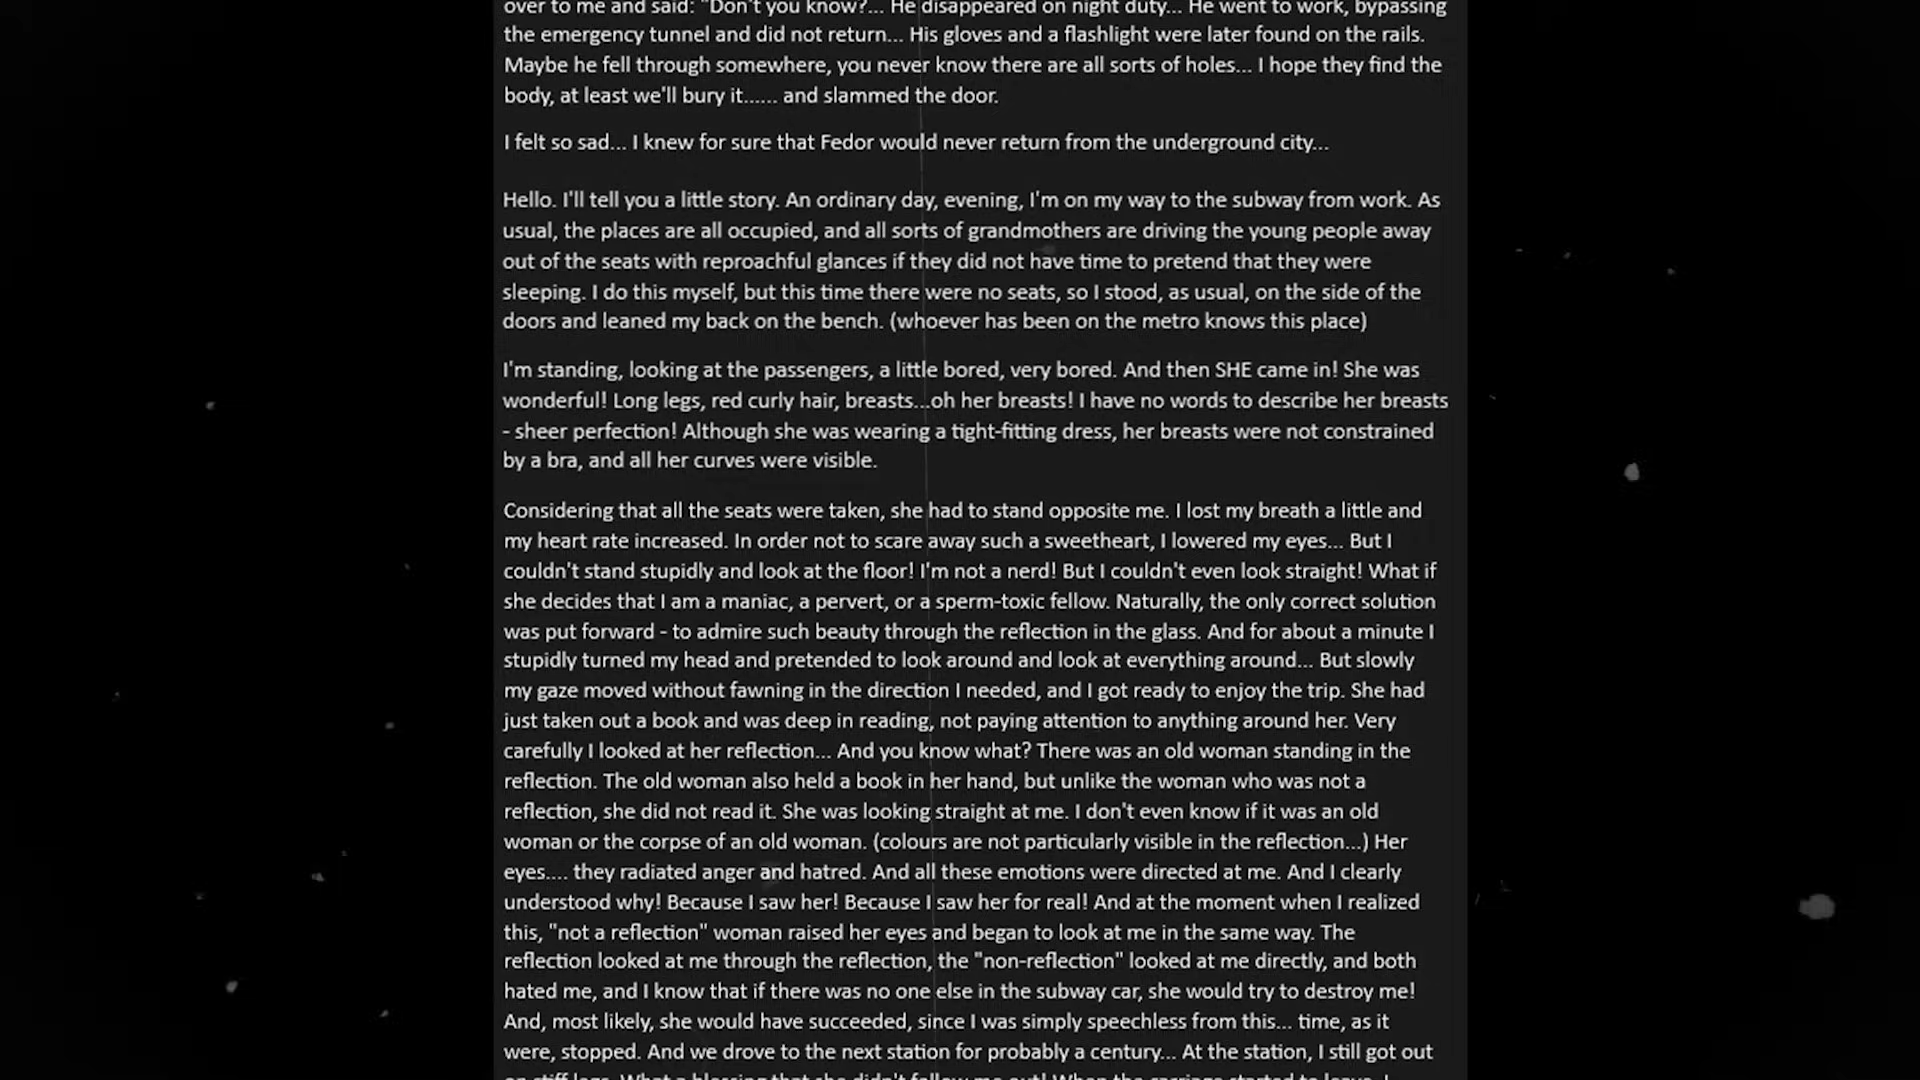 over to me and said: "Don't you know?... He disappeared on night duty... He went to work, bypassing
the emergency tunnel and did not return... His gloves and a flashlight were later found on the rails.
Maybe he fell through somewhere, you never know there are all sorts of holes... I hope they find the
body, at least we'll bury it...... and slammed the door.
I felt so sad... I knew for sure that Fedor would never return from the underground city...
Hello. I'll tell you a little story. An ordinary day, evening, I'm on my way to the subway from work. As
usual, the places are all occupied, and all sorts of grandmothers are driving the young people away
out of the seats with reproachful glances if they did not have time to pretend that they were
sleeping. I do this myself, but this time there were no seats, so I stood, as usual, on the side of the
doors and leaned my back on the bench. (whoever has been on the metro knows this place)
I'm standing, looking at the passengers, a little bored, very bored. And then SHE came in! She was
wonderful! Long legs, red curly hair, breasts...oh her breasts! I have no words to describe her breasts
- sheer perfection! Although she was wearing a tight-fitting dress, her breasts were not constrained
by a bra, and all her curves were visible.
Considering that all the seats were taken, she had to stand opposite me. I lost my breath a little and
my heart rate increased. In order not to scare away such a sweetheart, I lowered my eyes... But I
couldn't stand stupidly and look at the floor! I'm not a nerd! But I couldn't even look straight! What if
she decides that I am a maniac, a pervert, or a sperm-toxic fellow. Naturally, the only correct solution
was put forward - to admire such beauty through the reflection in the glass. And for about a minute I
stupidly turned my head and pretended to look around and look at everything around... But slowly
my gaze moved without fawning in the direction I needed, and I got ready to enjoy the trip. She had
just taken out a book and was deep in reading, not paying attention to anything around her. Very
carefully I looked at her reflection... And you know what? There was an old woman standing in the
reflection. The old woman also held a book in her hand, but unlike the woman who was not a
reflection, she did not read it. She was looking straight at me. I don't even know if it was an old
woman or the corpse of an old woman. (colours are not particularly visible in the reflection...) Her
eyes.... they radiated anger and hatred. And all these emotions were directed at me. And I clearly
understood why! Because I saw her! Because I saw her for real! And at the moment when I realized
this, "not a reflection" woman raised her eyes and began to look at me in the same way. The
reflection looked at me through the reflection, the "non-reflection" looked at me directly, and both
hated me, and I know that if there was no one else in the subway car, she would try to destroy me!
And, most likely, she would have succeeded, since I was simply speechless from this... time, as it
were, stopped. And we drove to the next station for probably a century... At the station, I still got out